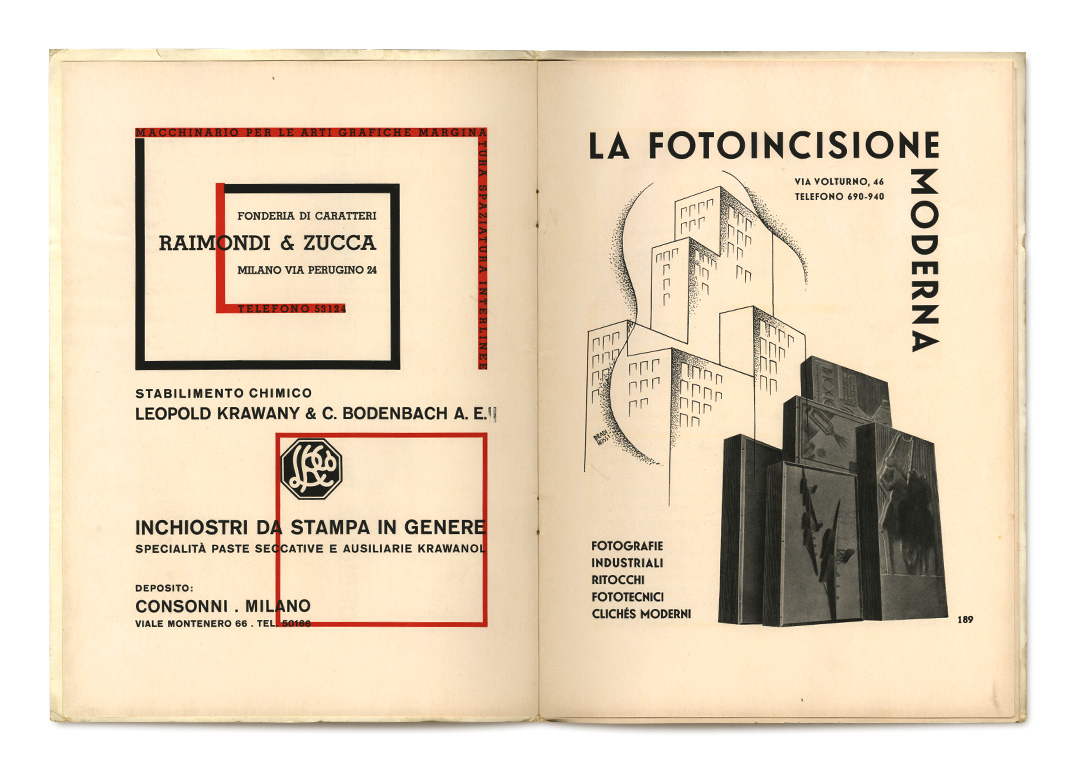 MACCHINARIO PER LE ARTI GRAFICHE MARGINATURA SPAZIATURA INTERLINEE
FONDERIA DI CARATTERI
RAIMONDI & ZUCCA
MILANO VIA PERUGINO 24
TELEFONO 53124
STABILIMENTO CHIMICO
LEOPOLD KRAWANY & C. BODENBACH A. E.
INCHIOSTRI DA STAMPA IN GENERE
SPECIALITÀ PASTE SECCATIVE E AUSILIARIE KRAWANOL
DEPOSITO:
CONSONNI . MILANO
VIALE MONTENERO 66 . TEL. 50166
LA FOTOINCISIONE
MODERNA
VIA VOLTURNO, 46
TELEFONO 690-940
FOTOGRAFIE
INDUSTRIALI
RITOCCHI
FOTOTECNICI
CLICHÉS MODERNI
189